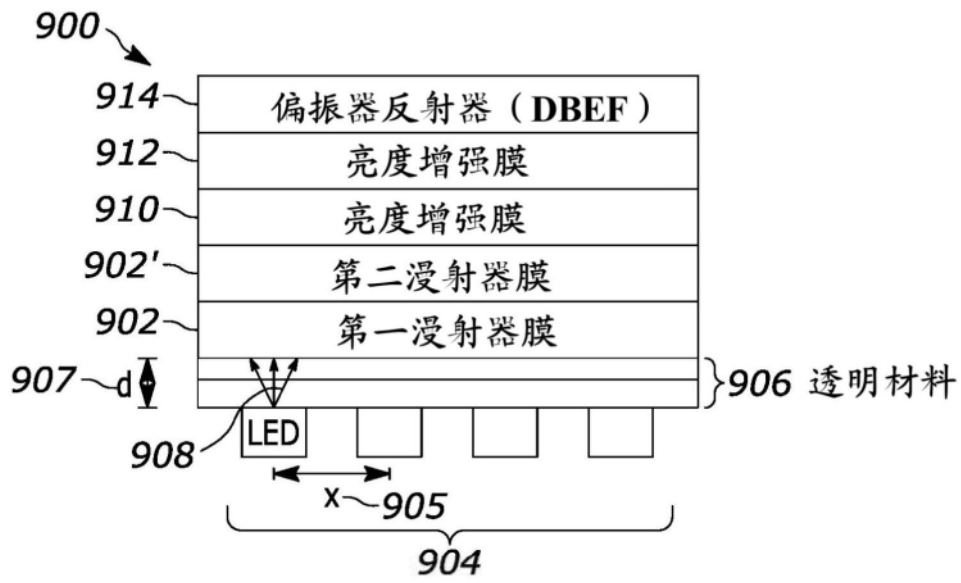 900
914 偏振器反射器（DBEF）
912 亮度增强膜
910 亮度增强膜
902' 第二漫射器膜
902 第一漫射器膜
907 d
906 透明材料
908 LED
x 905
904